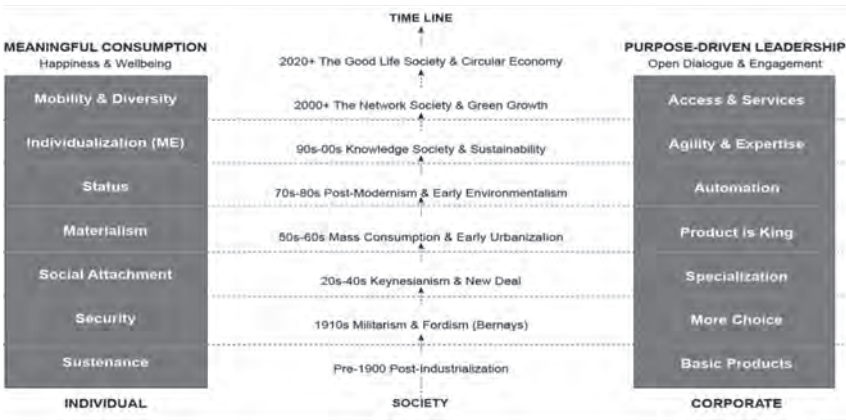 TIME LINE
MEANINGFUL CONSUMPTION
Happiness & Wellbeing
PURPOSE-DRIVEN LEADERSHIP
Open Dialogue & Engagement
2020+ The Good Life Society & Circular Economy
Mobility & Diversity
2000+ The Network Society & Green Growth
Access & Services
Individualization (ME)
90s-00s Knowledge Society & Sustainability
Agility & Expertise
Status
70s-80s Post-Modernism & Early Environmentalism
Automation
Materialism
50s-60s Mass Consumption & Early Urbanization
Product is King
Social Attachment
20s-40s Keynesianism & New Deal
Specialization
Security
1910s Militarism & Fordism (Bernays)
More Choice
Sustenance
Pre-1900 Post-Industrialization
Basic Products
INDIVIDUAL
SOCIETY
CORPORATE